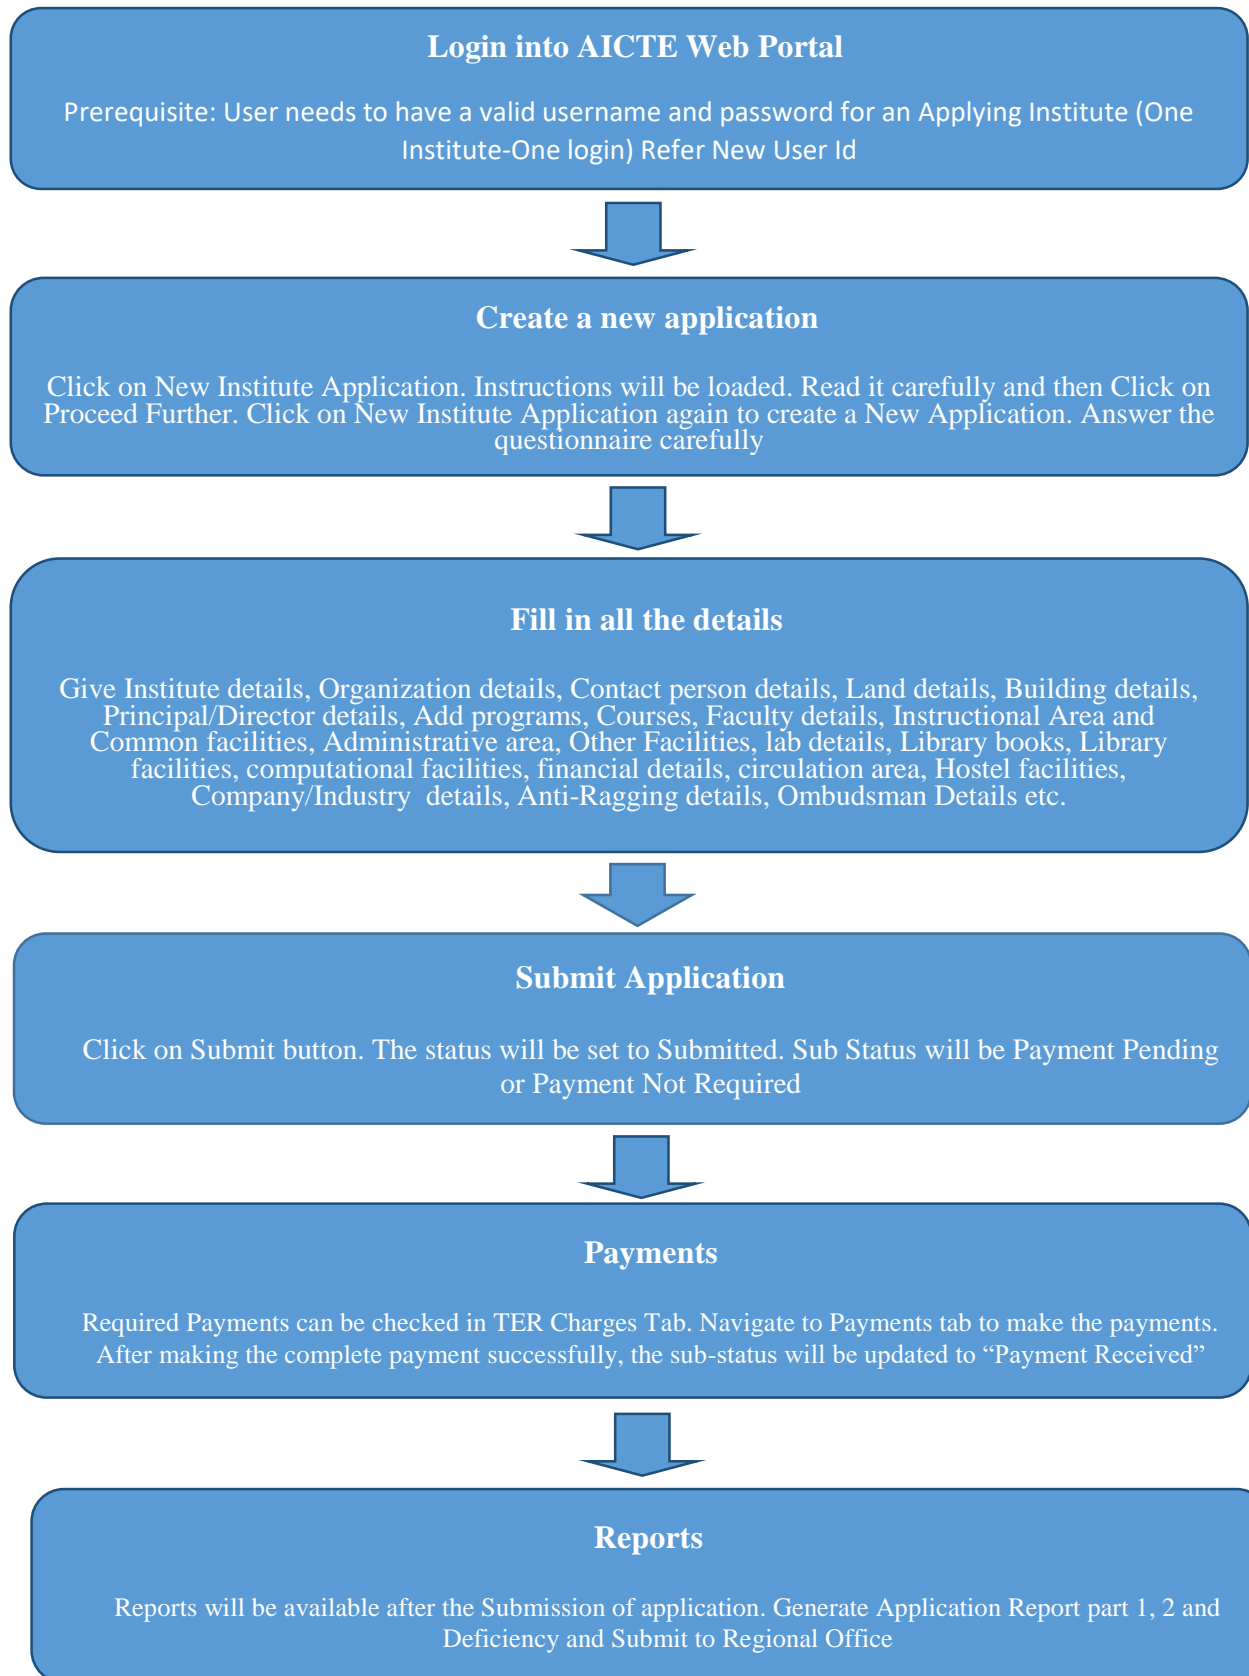 Login into AICTE Web Portal
Prerequisite: User needs to have a valid username and password for an Applying Institute (One
Institute-One login) Refer New User Id
Create a new application
Click on New Institute Application. Instructions will be loaded. Read it carefully and then Click on
Proceed Further. Click on New Institute Application again to create a New Application. Answer the
questionnaire carefully
Fill in all the details
Give Institute details, Organization details, Contact person details, Land details, Building details,
Principal/Director details, Add programs, Courses, Faculty details, Instructional Area and
Common facilities, Administrative area, Other Facilities, lab details, Library books, Library
facilities, computational facilities, financial details, circulation area, Hostel facilities,
Company/Industry  details, Anti-Ragging details, Ombudsman Details etc.
Submit Application
Click on Submit button. The status will be set to Submitted. Sub Status will be Payment Pending
or Payment Not Required
Payments
Required Payments can be checked in TER Charges Tab. Navigate to Payments tab to make the payments.
After making the complete payment successfully, the sub-status will be updated to “Payment Received”
Reports
Reports will be available after the Submission of application. Generate Application Report part 1, 2 and
Deficiency and Submit to Regional Office